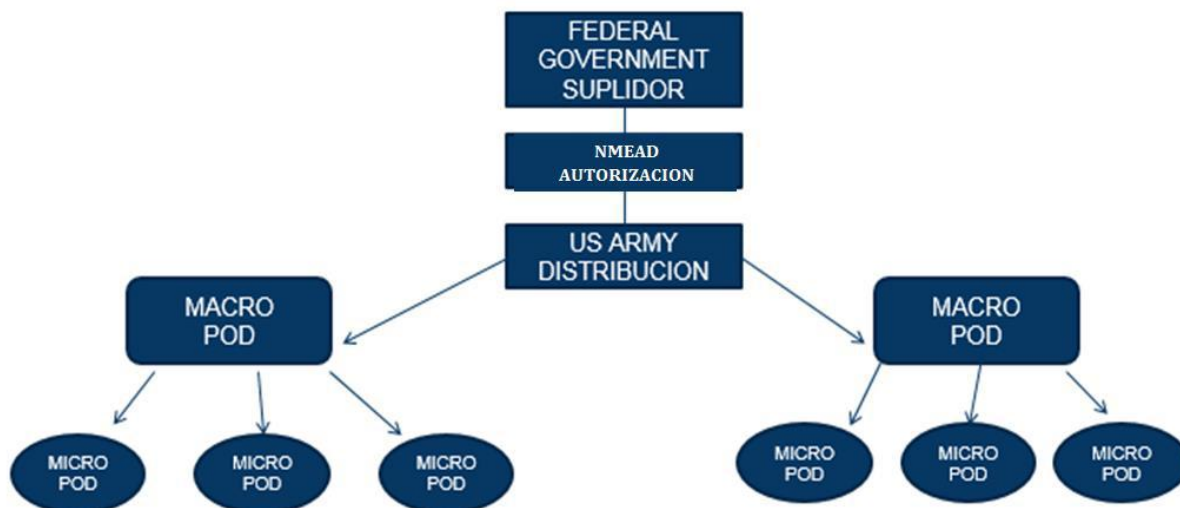 FEDERAL
GOVERNMENT
SUPLIDOR
NMEAD
AUTORIZACION
US ARMY
DISTRIBUCION
MACRO
POD
MACRO
POD
MICRO
POD
MICRO
POD
MICRO
POD
MICRO
POD
MICRO
POD
MICRO
POD